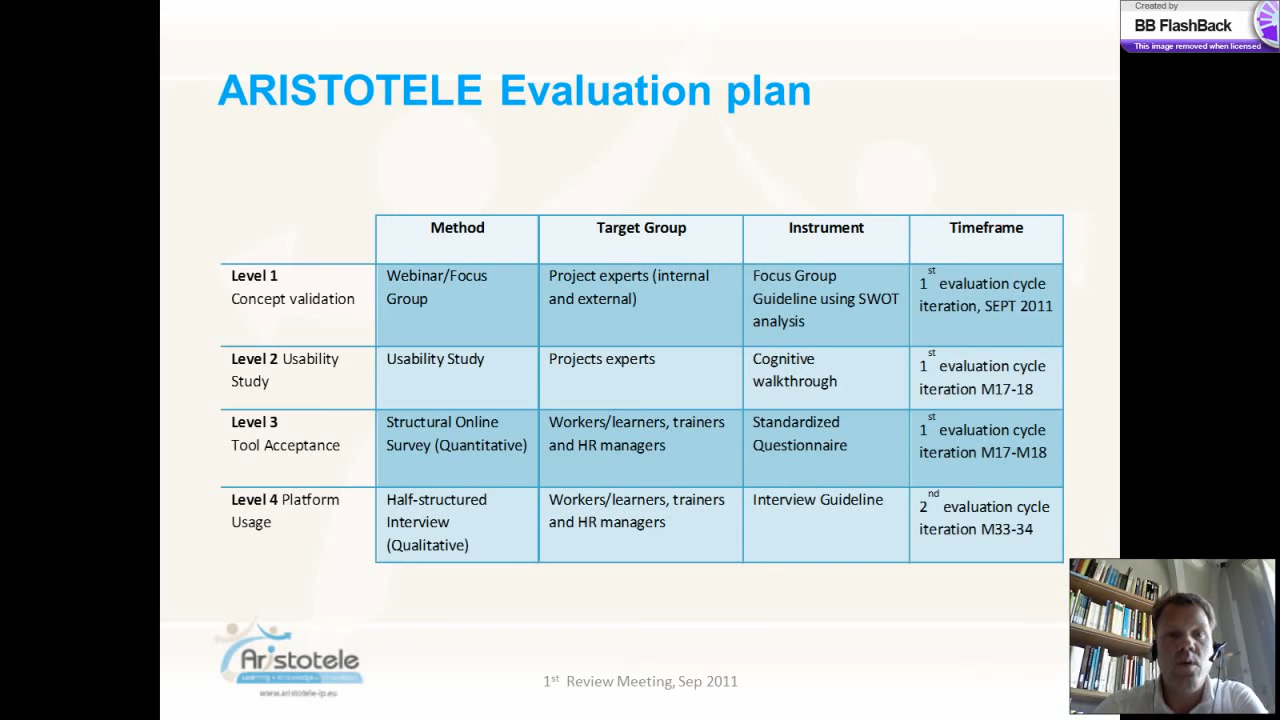 Created by
BB FlashBack
This image removed when licensed
ARISTOTELE Evaluation plan
Method Target Group Instrument Timeframe
Level 1
Concept validation
Webinar/Focus
Group
Project experts (internal
and external)
Focus Group
Guideline using SWOT
analysis
1st evaluation cycle
iteration, SEPT 2011
Level 2 Usability
Study
Usability Study
Projects experts
Cognitive
walkthrough
1st evaluation cycle
iteration M17-18
Level 3
Tool Acceptance
Structural Online
Survey (Quantitative)
Workers/learners, trainers
and HR managers
Standardized
Questionnaire
1st evaluation cycle
iteration M17-M18
Level 4 Platform
Usage
Half-structured
Interview
(Qualitative)
Workers/learners, trainers
and HR managers
Interview Guideline
2nd evaluation cycle
iteration M33-34
Aristotele
www.aristotele-ip.eu
1st Review Meeting, Sep 2011